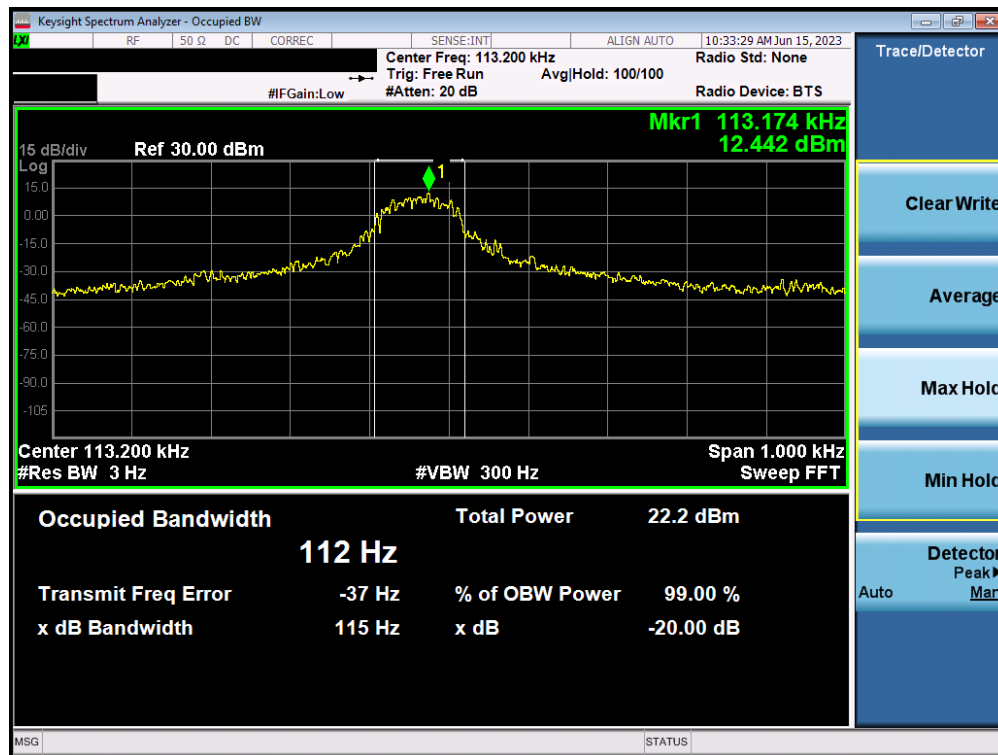 Keysight Spectrum Analyzer - Occupied BW
LXI RF 50 Ω DC CORREC SENSE:INT ALIGN AUTO 10:33:29 AM Jun 15, 2023
Center Freq: 113.200 kHz Radio Std: None
Trig: Free Run Avg|Hold: 100/100
#IFGain:Low #Atten: 20 dB Radio Device: BTS
Mkr1 113.174 kHz
12.442 dBm
15 dB/div Ref 30.00 dBm
Log
1
15.0
0.00
-15.0
-30.0
-45.0
-60.0
-75.0
-90.0
-105
Center 113.200 kHz Span 1.000 kHz
#Res BW 3 Hz #VBW 300 Hz Sweep FFT
Occupied Bandwidth Total Power 22.2 dBm
112 Hz
Transmit Freq Error -37 Hz % of OBW Power 99.00 %
x dB Bandwidth 115 Hz x dB -20.00 dB
MSG STATUS
Trace/Detector
Clear Write
Average
Max Hold
Min Hold
Detector
Peak
Auto Man